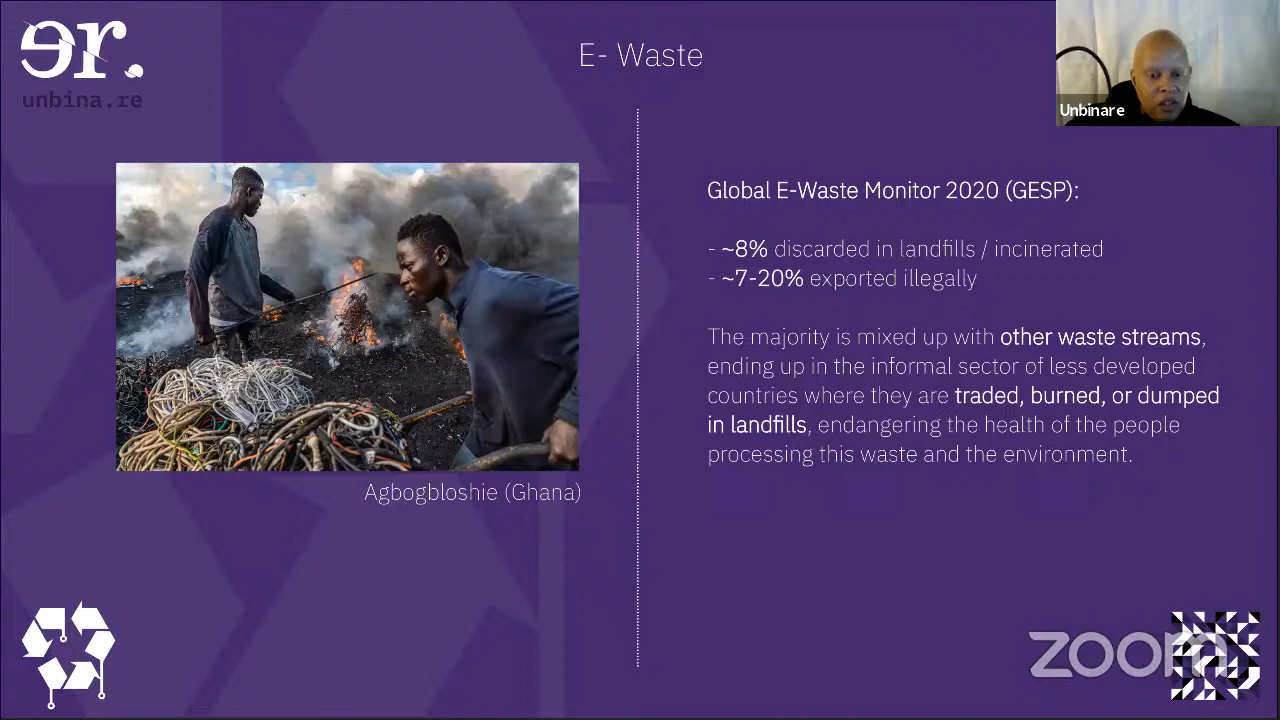 er.
unbina.re
E- Waste
Unbinare
Global E-Waste Monitor 2020 (GESP):
- ~8% discarded in landfills / incinerated
- ~7-20% exported illegally
The majority is mixed up with other waste streams,
ending up in the informal sector of less developed
countries where they are traded, burned, or dumped
in landfills, endangering the health of the people
processing this waste and the environment.
Agbogbloshie (Ghana)
zoom